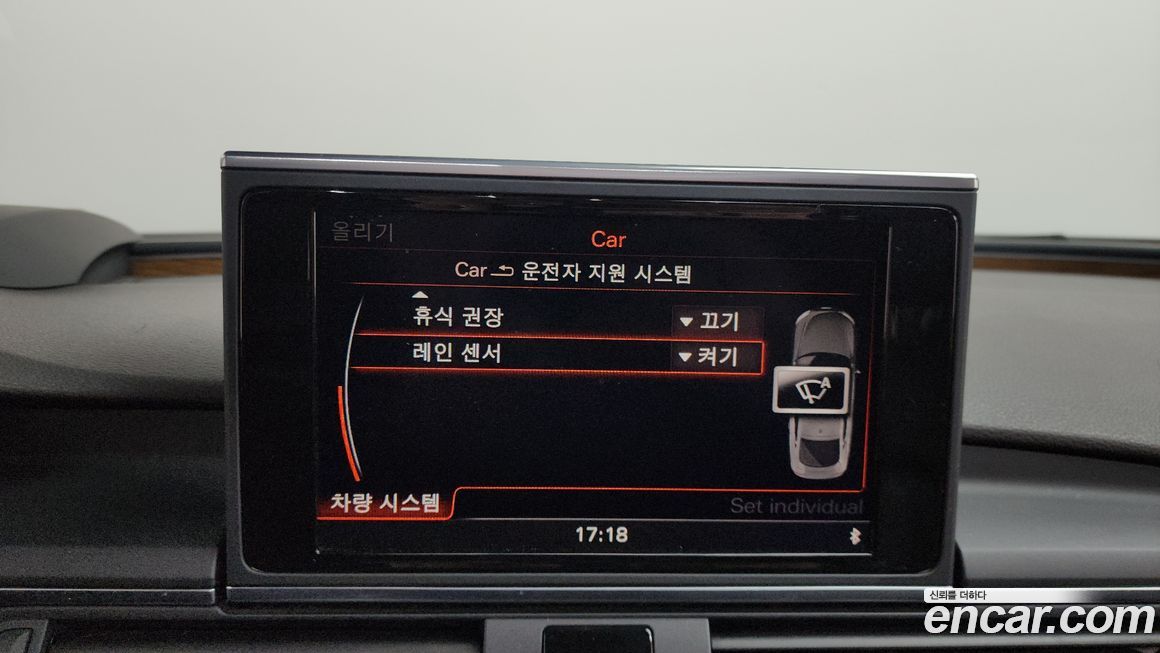 올리기
Car
Car 운전자 지원 시스템
휴식 권장 ▼ 끄기
레인 센서 ▼ 켜기
A
차량 시스템
Set individual
17:18
신뢰를 더하다
encar.com